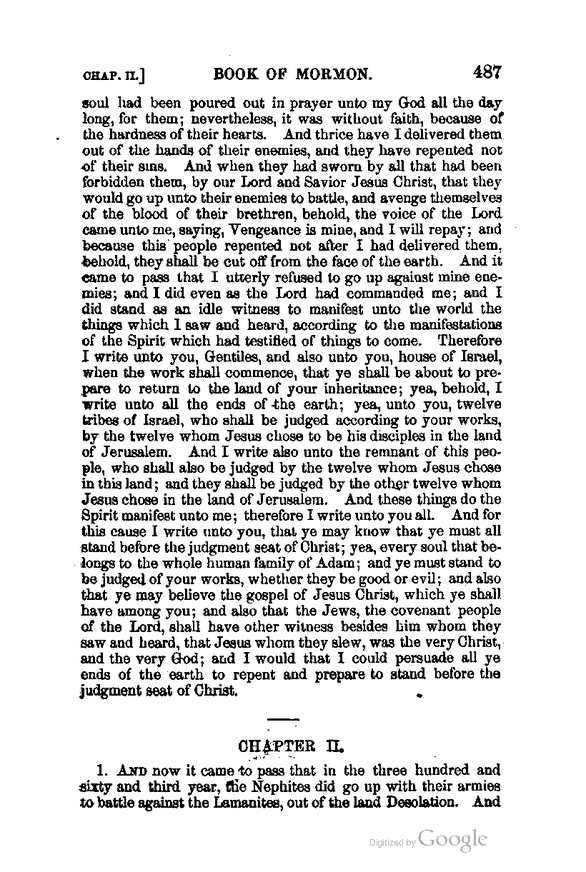 CHAP. II.] BOOK OF MORMON. 487
soul had been poured out in prayer unto my God all the day
long, for them; nevertheless, it was without faith, because of
the hardness of their hearts. And thrice have I delivered them
out of the hands of their enemies, and they have repented not
of their sins. And when they had sworn by all that had been
forbidden them, by our Lord and Savior Jesus Christ, that they
would go up unto their enemies to battle, and avenge themselves
of the blood of their brethren, behold, the voice of the Lord
came unto me, saying, Vengeance is mine, and I will repay; and
because this people repented not after I had delivered them,
behold, they shall be cut off from the face of the earth. And it
came to pass that I utterly refused to go up against mine ene-
mies; and I did even as the Lord had commanded me; and I
did stand as an idle witness to manifest unto the world the
things which I saw and heard, according to the manifestations
of the Spirit which had testified of things to come. Therefore
I write unto you, Gentiles, and also unto you, house of Israel,
when the work shall commence, that ye shall be about to pre-
pare to return to the land of your inheritance; yea, behold, I
write unto all the ends of the earth; yea, unto you, twelve
tribes of Israel, who shall be judged according to your works,
by the twelve whom Jesus chose to be his disciples in the land
of Jerusalem. And I write also unto the remnant of this peo-
ple, who shall also be judged by the twelve whom Jesus chose
in this land; and they shall be judged by the other twelve whom
Jesus chose in the land of Jerusalem. And these things do the
Spirit manifest unto me; therefore I write unto you all. And for
this cause I write unto you, that ye may know that ye must all
stand before the judgment seat of Christ; yea, every soul that be-
longs to the whole human family of Adam; and ye must stand to
be judged of your works, whether they be good or evil; and also
that ye may believe the gospel of Jesus Christ, which ye shall
have among you; and also that the Jews, the covenant people
of the Lord, shall have other witness besides him whom they
saw and heard, that Jesus whom they slew, was the very Christ,
and the very God; and I would that I could persuade all ye
ends of the earth to repent and prepare to stand before the
judgment seat of Christ.
CHAPTER II.
1. AND now it came to pass that in the three hundred and
sixty and third year, the Nephites did go up with their armies
to battle against the Lamanites, out of the land Desolation. And
Digitized by Google